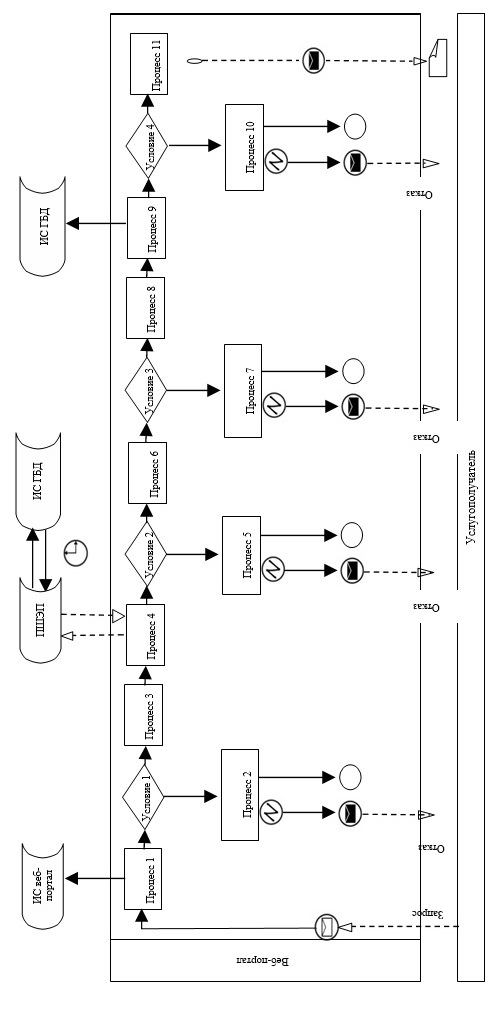 ИС веб-
портал
ПШЭП
ИС ГБД
ИС ГБД
Процесс 1
Условие 1
Процесс 3
Процесс 4
Условие 2
Процесс 6
Условие 3
Процесс 8
Процесс 9
Условие 4
Процесс 11
Процесс 2
Процесс 5
Процесс 7
Процесс 10
Веб-портал
Запрос
Отказ
Отказ
Отказ
Отказ
Услугополучатель